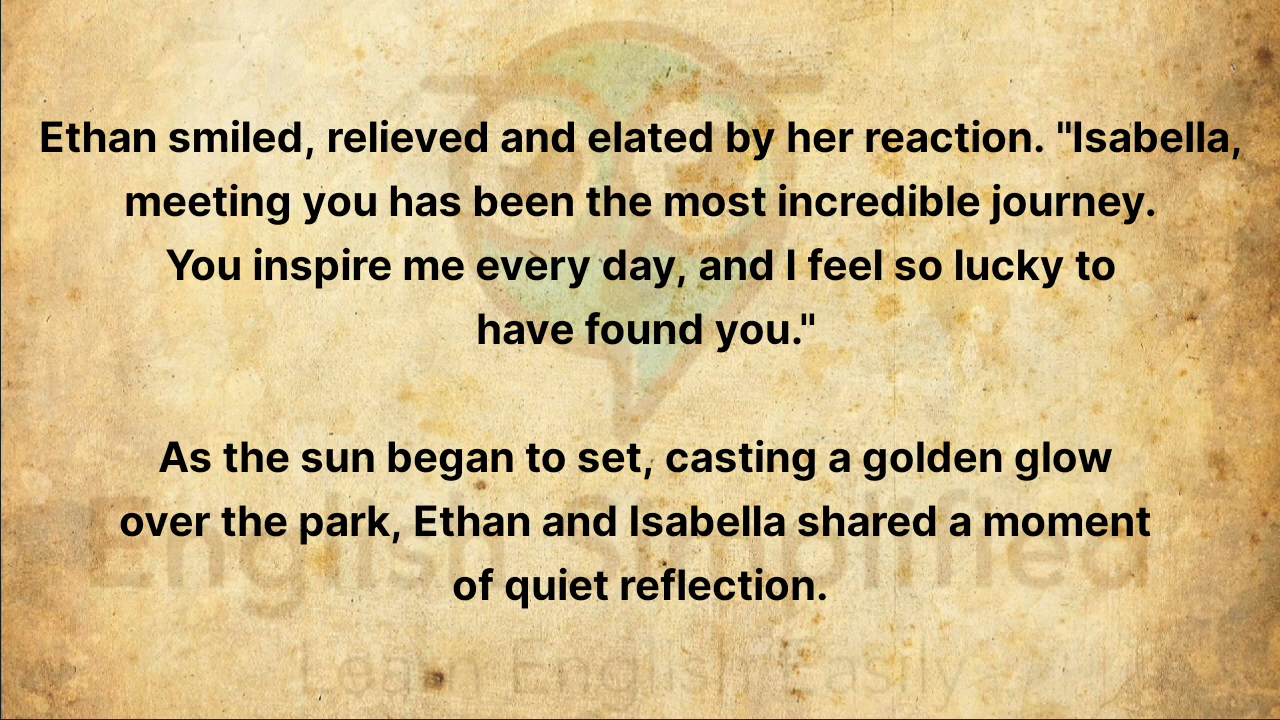 Ethan smiled, relieved and elated by her reaction. "Isabella,
meeting you has been the most incredible journey.
You inspire me every day, and I feel so lucky to
have found you."
As the sun began to set, casting a golden glow
over the park, Ethan and Isabella shared a moment
of quiet reflection.
English Simplified
Learn English Easily